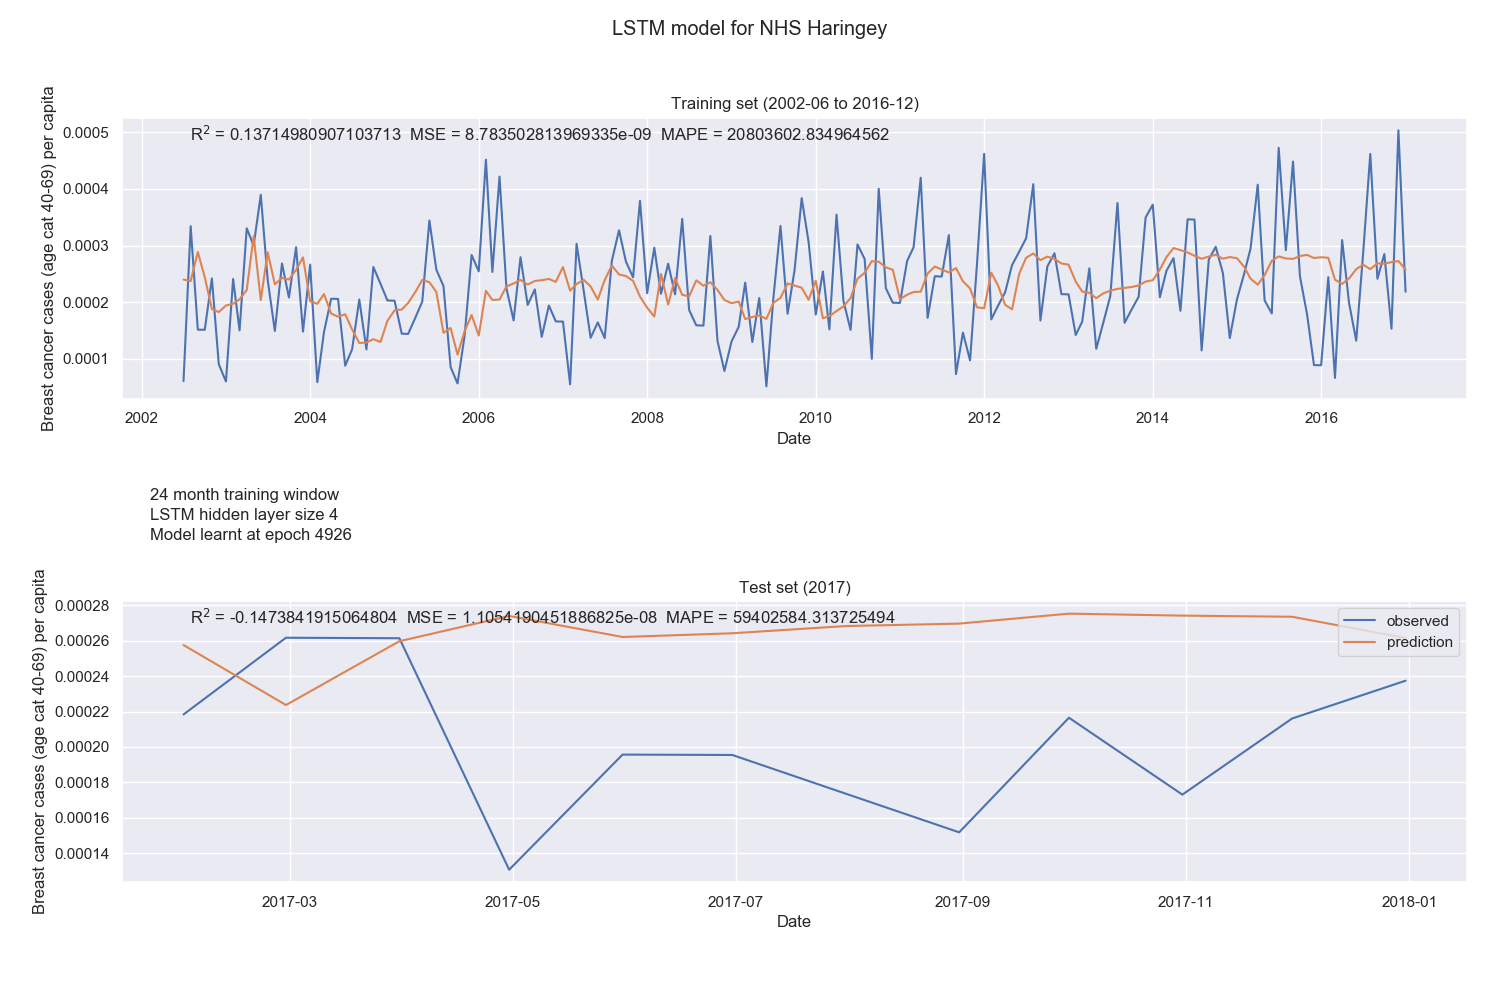 LSTM model for NHS Haringey
Training set (2002-06 to 2016-12)
R² = 0.13714980907103713 MSE = 8.783502813969335e-09 MAPE = 20803602.834964562
Breast cancer cases (age cat 40-69) per capita
0.0005
0.0004
0.0003
0.0002
0.0001
2002 2004 2006 2008 2010 2012 2014 2016
Date
24 month training window
LSTM hidden layer size 4
Model learnt at epoch 4926
Test set (2017)
R² = -0.1473841915064804 MSE = 1.1054190451886825e-08 MAPE = 59402584.313725494
observed
prediction
Breast cancer cases (age cat 40-69) per capita
0.00028
0.00026
0.00024
0.00022
0.00020
0.00018
0.00016
0.00014
2017-03 2017-05 2017-07 2017-09 2017-11 2018-01
Date